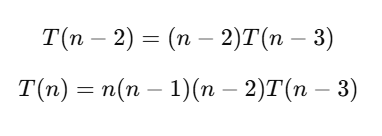 T(n − 2) = (n − 2)T(n − 3)
T(n) = n(n − 1)(n − 2)T(n − 3)